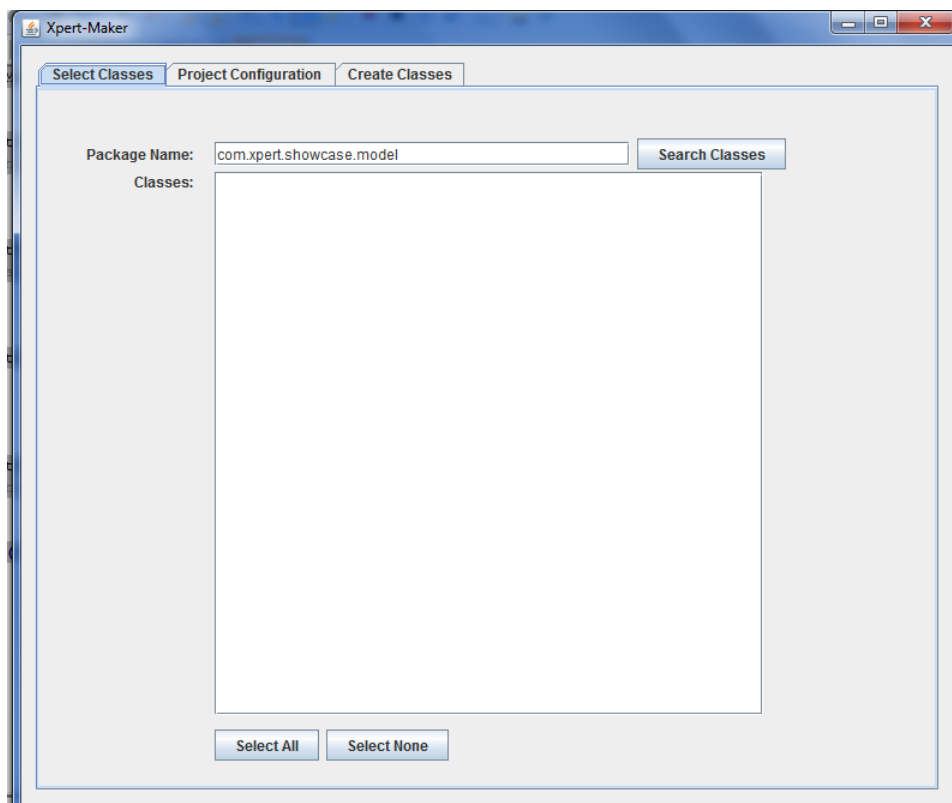 Xpert-Maker
Select Classes Project Configuration Create Classes
Package Name: com.xpert.showcase.model Search Classes
Classes:
Select All Select None